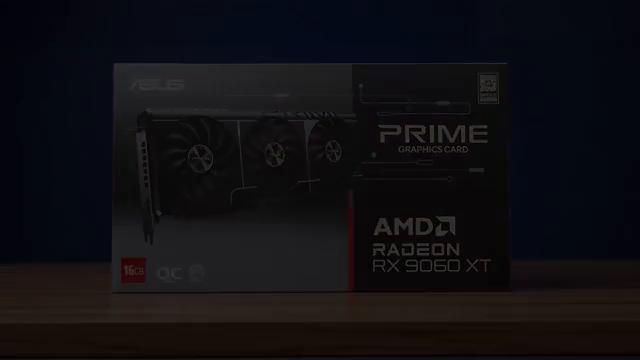 ASUS
PRIME
GRAPHICS CARD
AMD
RADEON
RX 9060 XT
16GB
OC